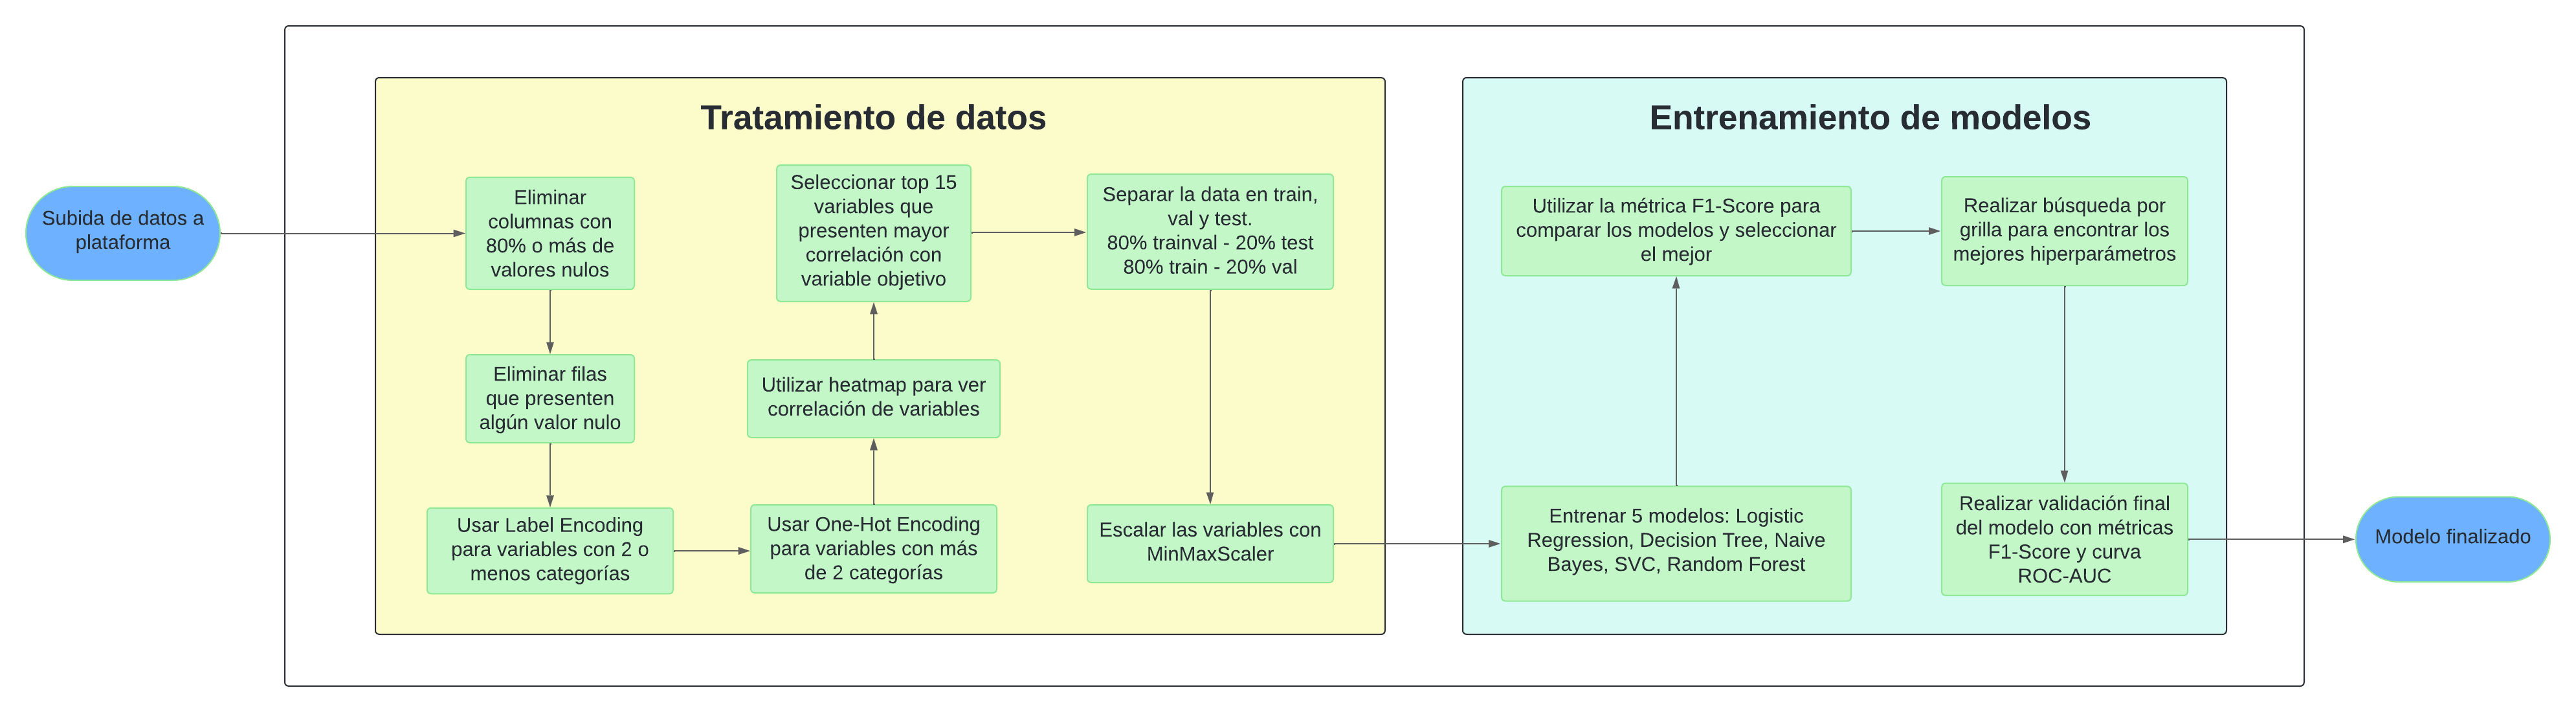 Subida de datos a
plataforma
Tratamiento de datos
Eliminar
columnas con
80% o más de
valores nulos
Eliminar filas
que presenten
algún valor nulo
Usar Label Encoding
para variables con 2 o
menos categorías
Usar One-Hot Encoding
para variables con más
de 2 categorías
Utilizar heatmap para ver
correlación de variables
Seleccionar top 15
variables que
presenten mayor
correlación con
variable objetivo
Separar la data en train,
val y test.
80% trainval - 20% test
80% train - 20% val
Escalar las variables con
MinMaxScaler
Entrenamiento de modelos
Entrenar 5 modelos: Logistic
Regression, Decision Tree, Naive
Bayes, SVC, Random Forest
Utilizar la métrica F1-Score para
comparar los modelos y seleccionar
el mejor
Realizar búsqueda por
grilla para encontrar los
mejores hiperparámetros
Realizar validación final
del modelo con métricas
F1-Score y curva
ROC-AUC
Modelo finalizado